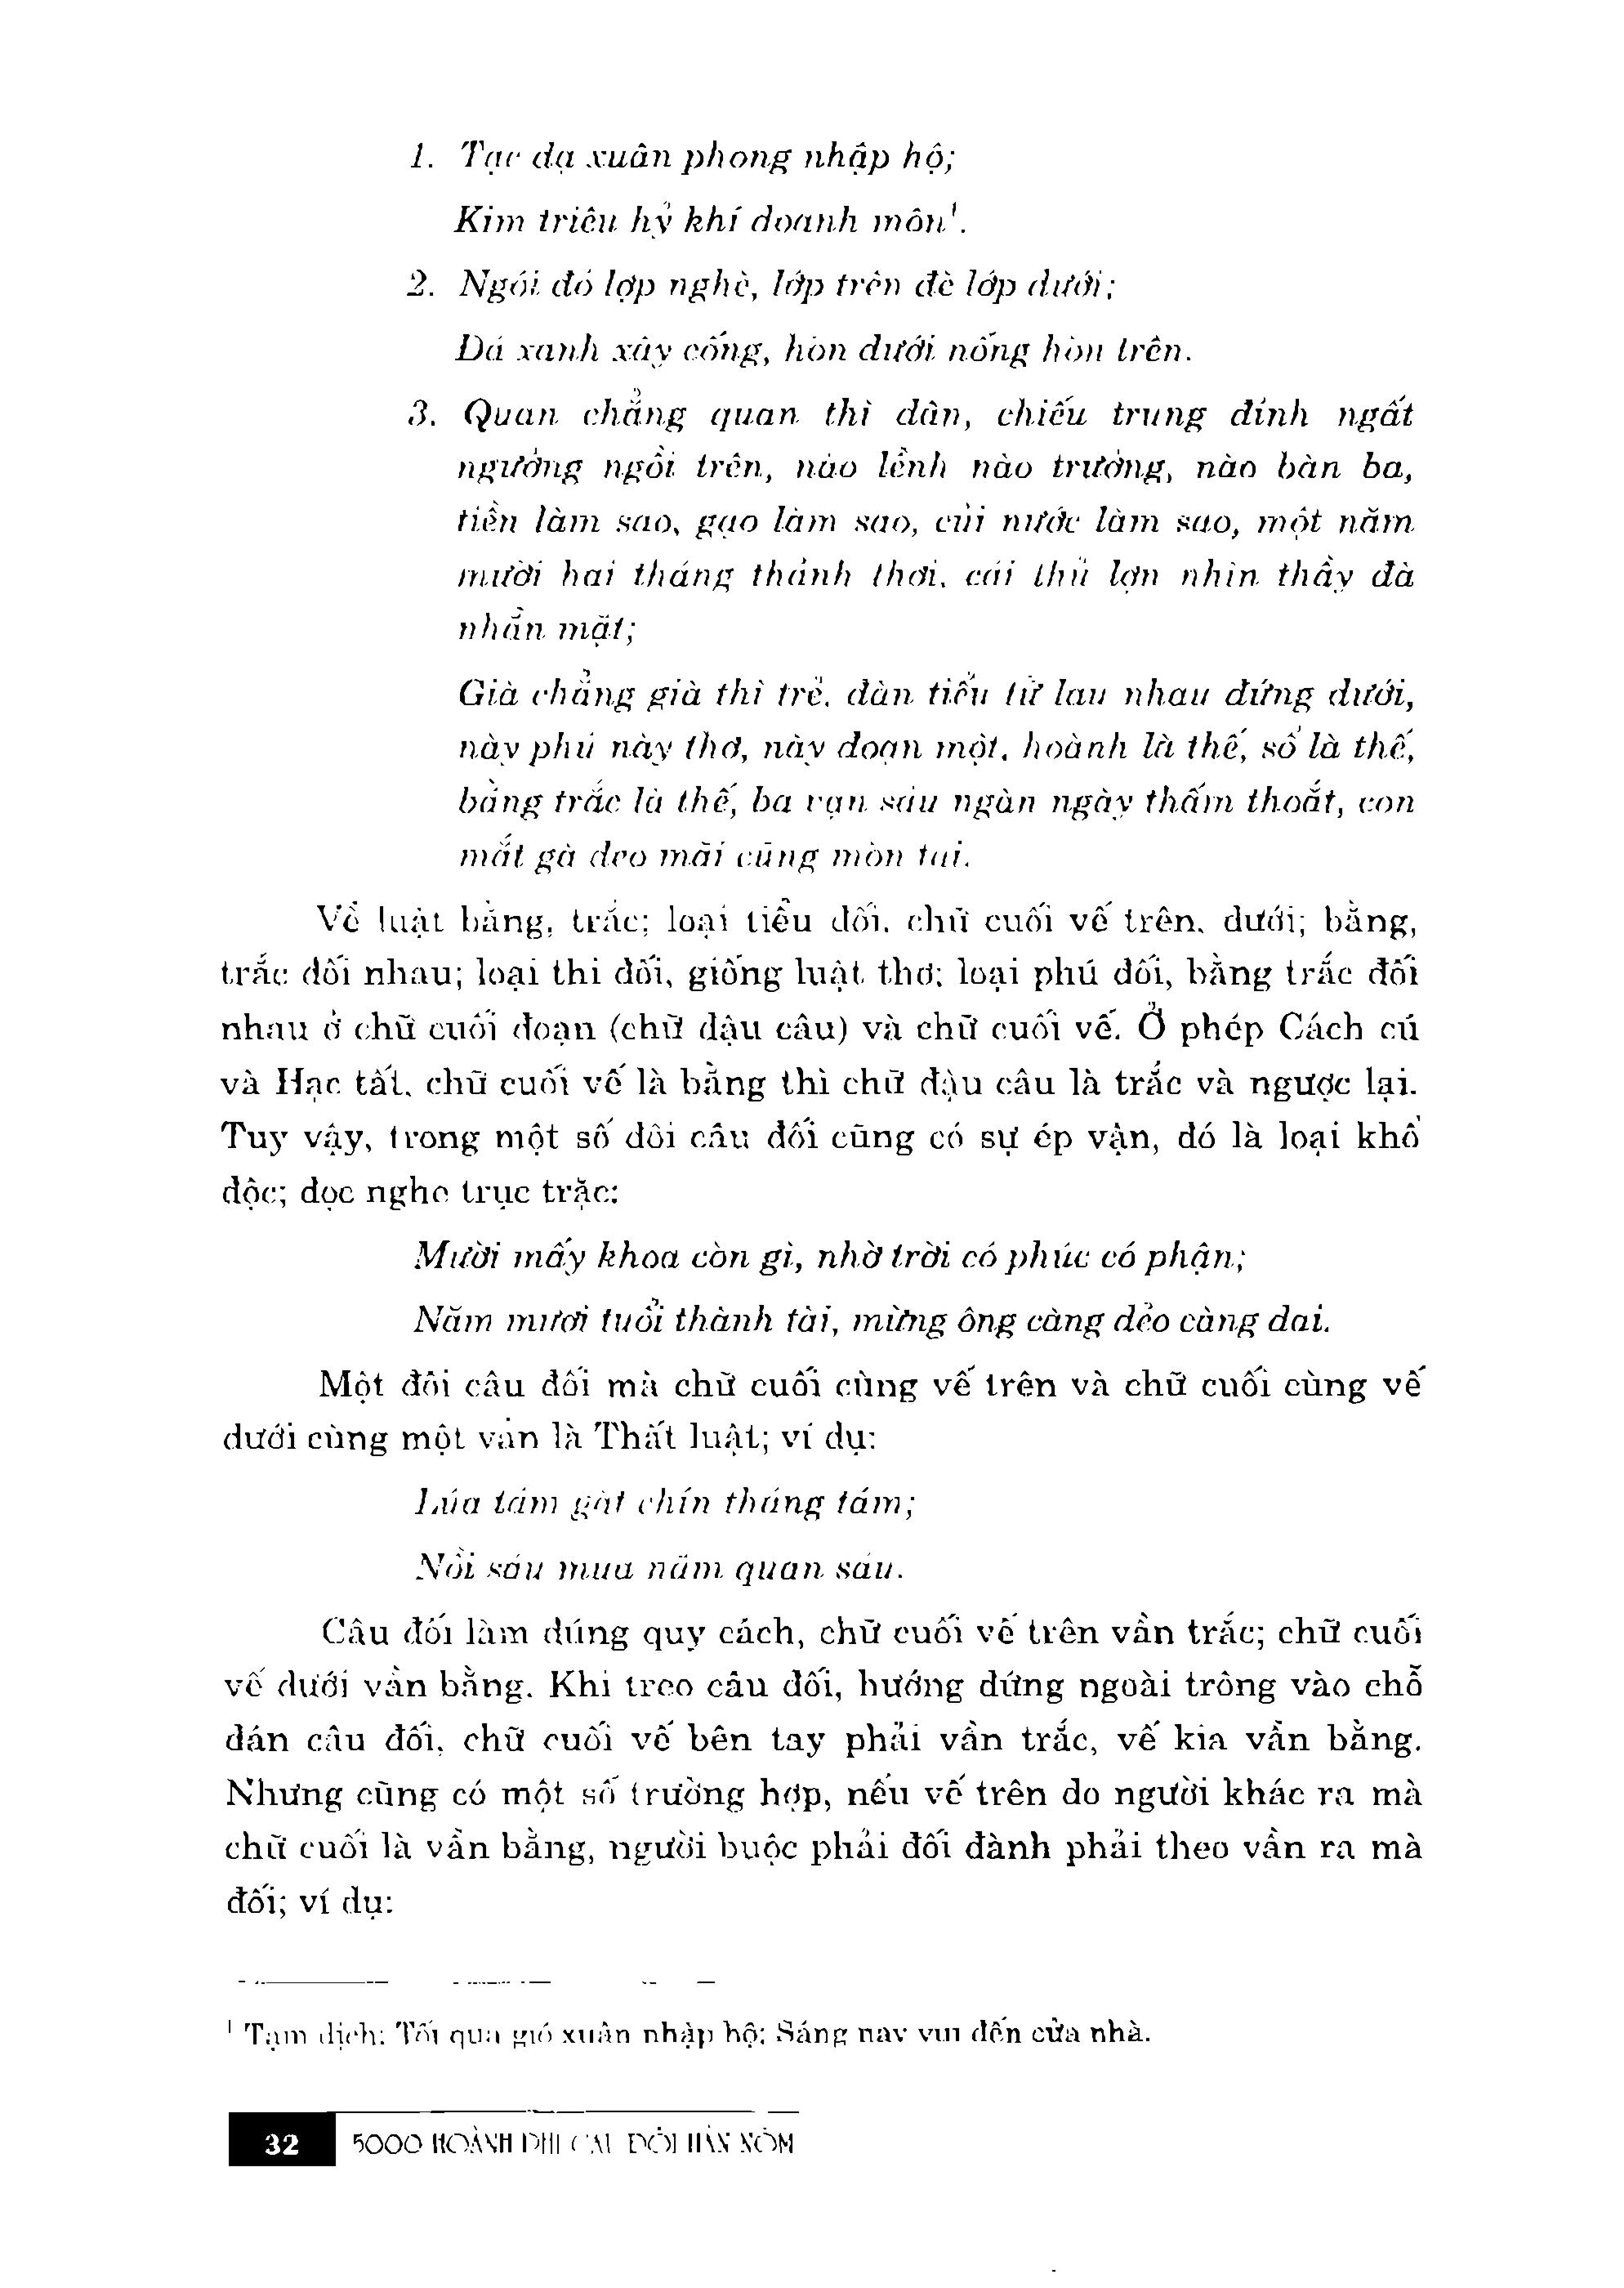 1. Tạc dạ xuân phong nhập hộ;
Kim triêu hỷ khí doanh môn¹.
2. Ngói đỏ lợp nghè, lớp trên đè lớp dưới;
Đá xanh xây cống, hòn dưới nống hòn trên.
3. Quan chẳng quan thì dân, chiếu trung đình ngất
ngưởng ngồi trên, nào lềnh nào trưởng, nào bàn ba,
tiền làm sao, gạo làm sao, củi nước làm sao, một năm
mười hai tháng thảnh thơi, cái thủ lợn nhìn thầy đà
nhẵn mặt;
Già chẳng già thì trẻ, đàn tiểu tử lau nhau đứng dưới,
này phú này thơ, này đoạn một, hoành là thế, sổ là thế,
bằng trắc là thế, ba vạn sáu ngàn ngày thấm thoắt, con
mắt gà đeo mãi cũng mòn tai.
Về luật bằng, trắc; loại tiểu đối, chữ cuối vế trên, dưới; bằng,
trắc đối nhau; loại thi đối, giống luật thơ; loại phú đối, bằng trắc đối
nhau ở chữ cuối đoạn (chữ đậu câu) và chữ cuối vế. Ở phép Cách cú
và Hạc tất, chữ cuối vế là bằng thì chữ đậu câu là trắc và ngược lại.
Tuy vậy, trong một số đôi câu đối cũng có sự ép vận, đó là loại khổ
độc; đọc nghe trục trặc:
Mười mấy khoa còn gì, nhờ trời có phúc có phận;
Năm mươi tuổi thành tài, mừng ông càng dẻo càng dai.
Một đôi câu đối mà chữ cuối cùng vế trên và chữ cuối cùng vế
dưới cùng một vần là Thất luật; ví dụ:
Lúa tám gặt chín tháng tám;
Nồi sáu mua năm quan sáu.
Câu đối làm đúng quy cách, chữ cuối vế trên vần trắc; chữ cuối
vế dưới vần bằng. Khi treo câu đối, hướng đứng ngoài trông vào chỗ
dán câu đối, chữ cuối vế bên tay phải vần trắc, vế kia vần bằng.
Nhưng cũng có một số trường hợp, nếu vế trên do người khác ra mà
chữ cuối là vần bằng, người buộc phải đối đành phải theo vần ra mà
đối; ví dụ:
¹ Tạm dịch: Tối qua gió xuân nhập hộ; Sáng nay vui đến cửa nhà.
32 5000 HOÀNH PHI CÂU ĐỐI HÁN NÔM